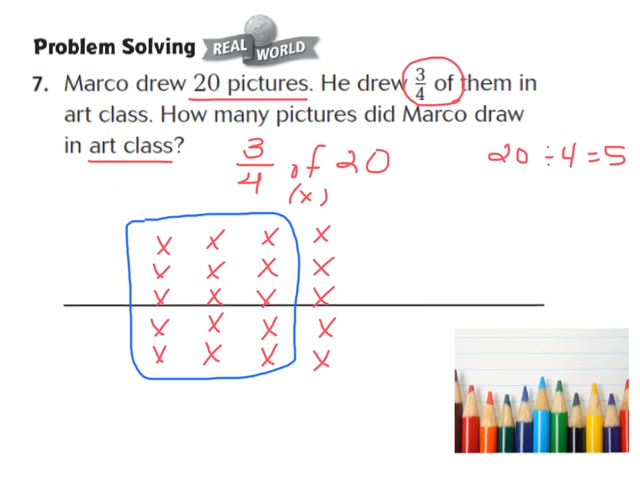 Problem Solving REAL WORLD
7. Marco drew 20 pictures. He drew 3/4 of them in
art class. How many pictures did Marco draw
in art class?
3/4 of 20
(x)
20 ÷ 4 = 5
x x x x
x x x x
x x x x
x x x x
x x x x